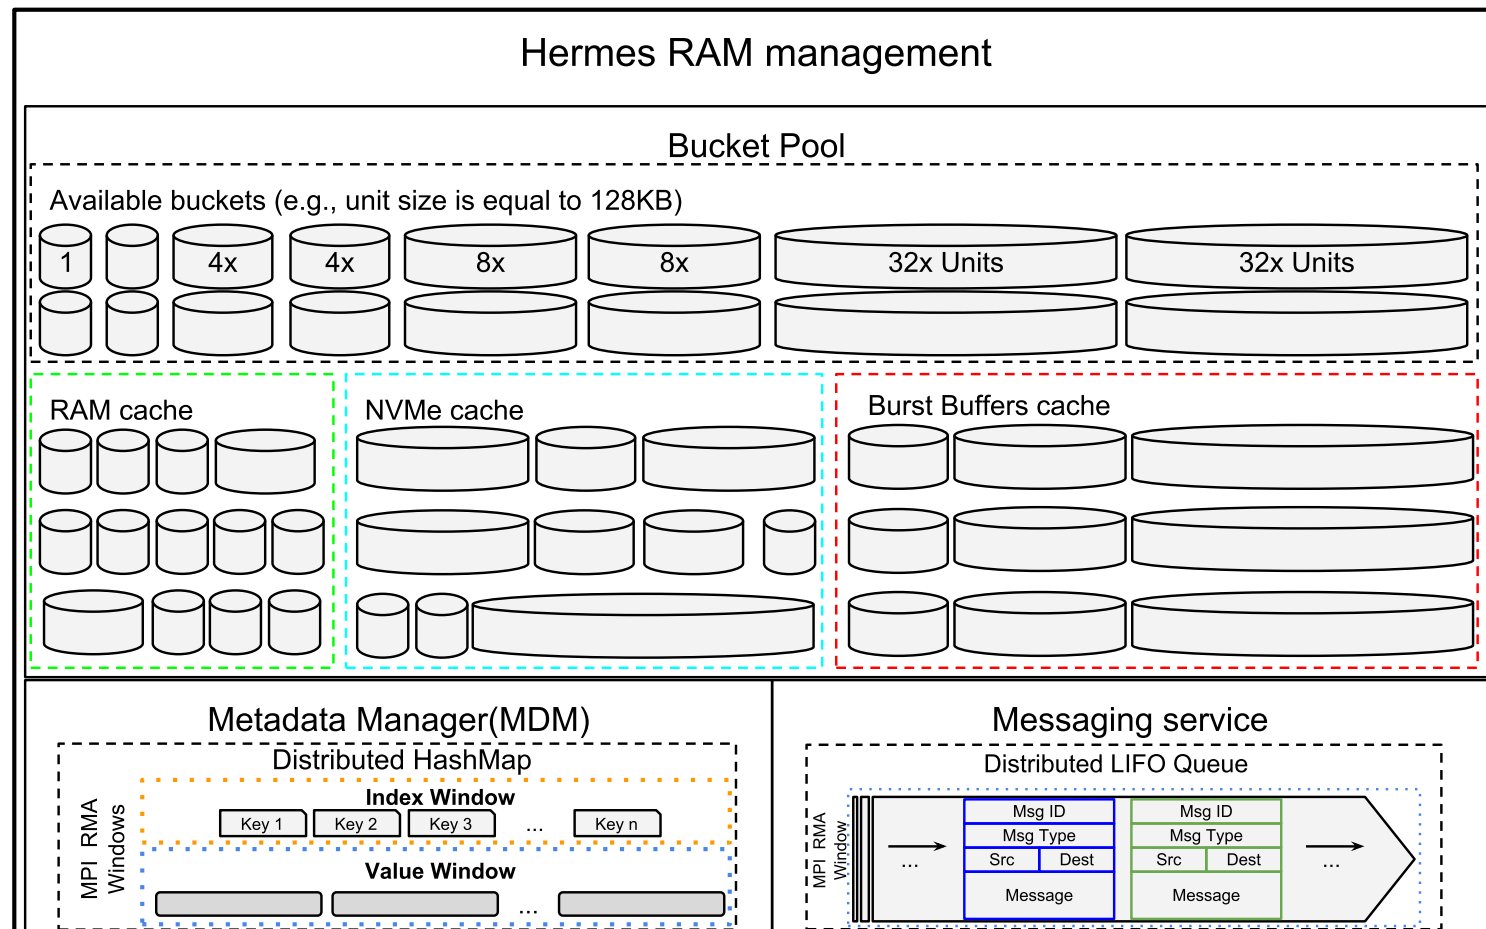 Hermes RAM management
Bucket Pool
Available buckets (e.g., unit size is equal to 128KB)
1 4x 4x 8x 8x 32x Units 32x Units
RAM cache
NVMe cache
Burst Buffers cache
Metadada Manager(MDM)
Distributed HashMap
MPI RMA
Windows
Index Window
Key 1 Key 2 Key 3 ... Key n
Value Window
...
Messaging service
Distributed LIFO Queue
MPI RMA
Window
...
Msg ID
Msg Type
Src Dest
Message
Msg ID
Msg Type
Src Dest
Message
...